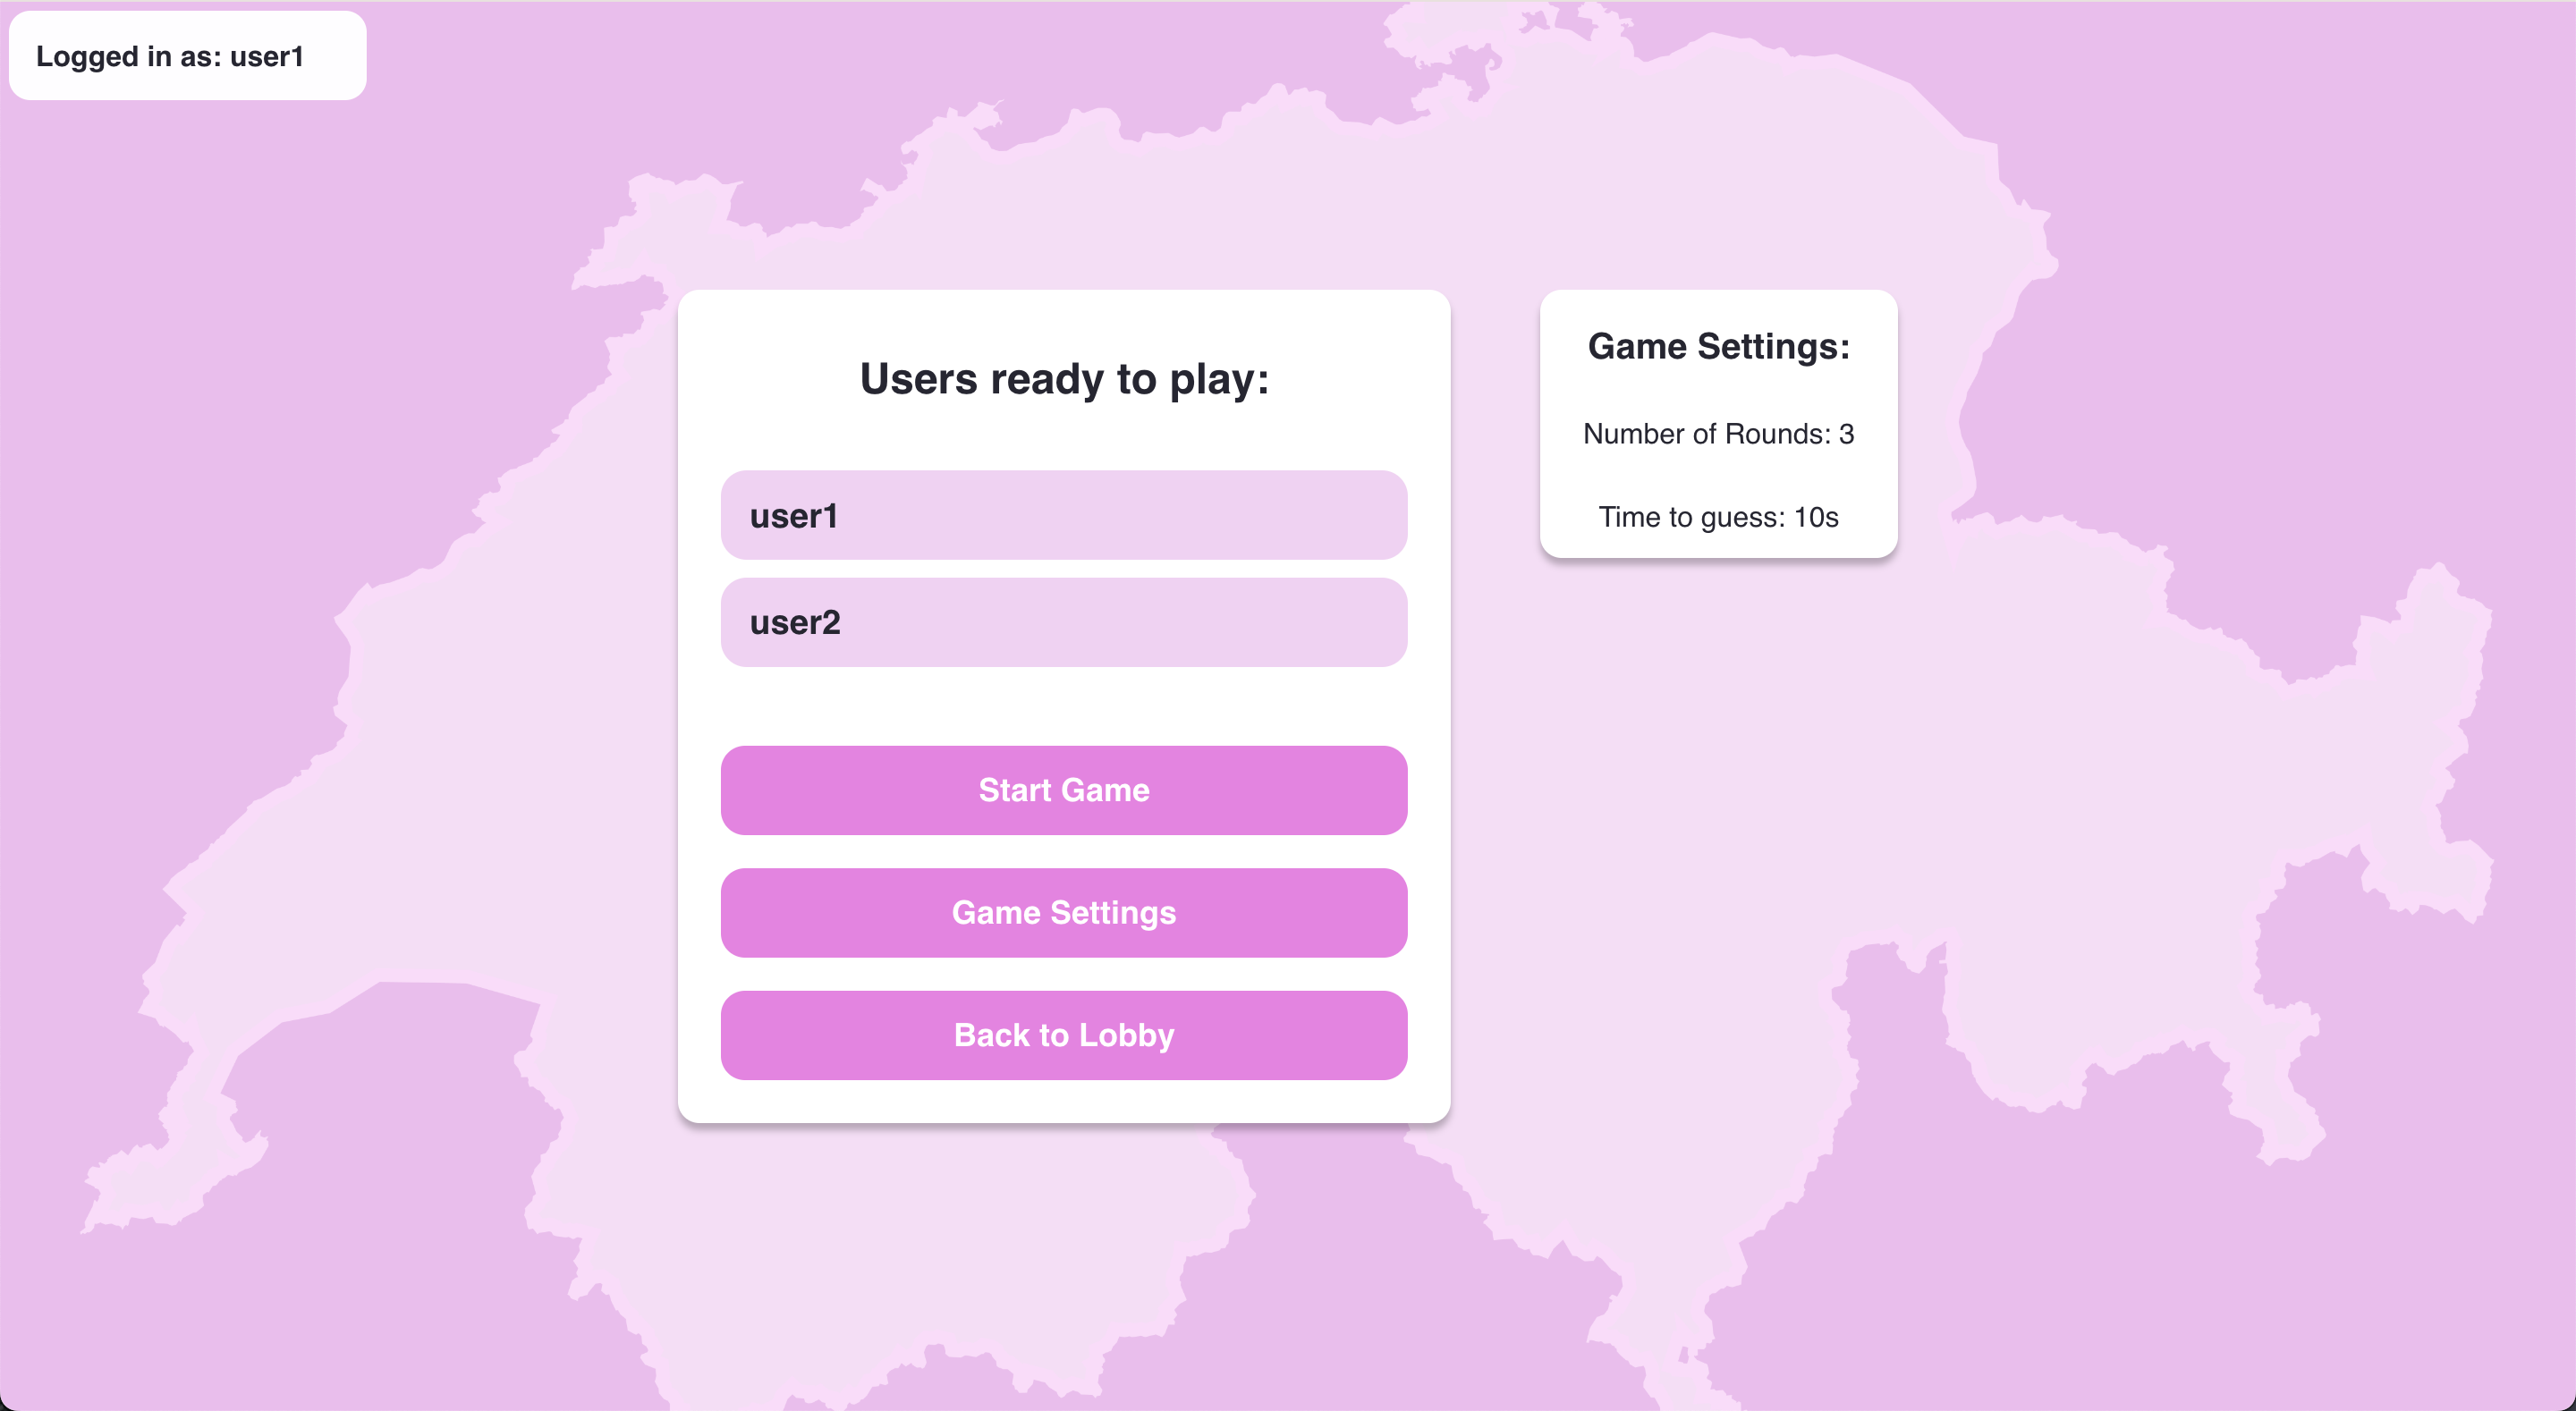 Logged in as: user1
Users ready to play:
user1
user2
Start Game
Game Settings
Back to Lobby
Game Settings:
Number of Rounds: 3
Time to guess: 10s